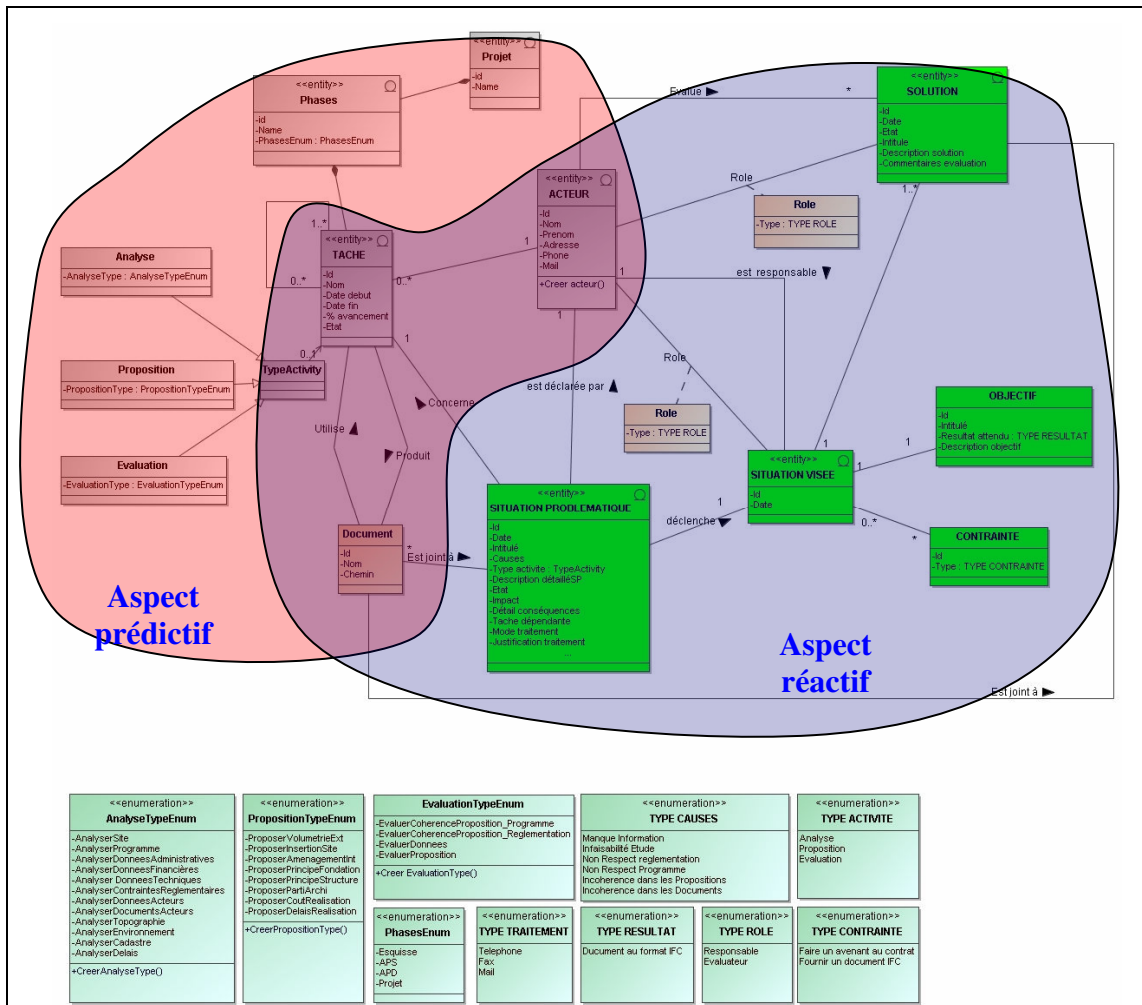 <<entity>>
Projet
-id
-Name
<<entity>>
Phases
-id
-Name
-PhasesEnum : PhasesEnum
Evalue
*
<<entity>>
SOLUTION
-Id
-Date
-Etat
-Intitule
-Description solution
-Commentaires evaluation
1..*
<<entity>>
ACTEUR
-Id
-Nom
-Prenom
-Adresse
-Phone
-Mail
+Creer acteur()
Role
Role
-Type : TYPE ROLE
1..*
0..*
<<entity>>
TACHE
-Id
-Nom
-Date debut
-Date fin
-% avancement
-Etat
0..*
1
1
1
1
est responsable
Analyse
-AnalyseType : AnalyseTypeEnum
Proposition
-PropositionType : PropositionTypeEnum
Evaluation
-EvaluationType : EvaluationTypeEnum
0..1
TypeActivity
Utilise
Produit
Concerne
est déclarée par
Role
Role
-Type : TYPE ROLE
OBJECTIF
-Id
-Intitulé
-Resultat attendu : TYPE RESULTAT
-Description objectif
1
1
1
<<entity>>
SITUATION VISEE
-Id
-Date
0..*
*
CONTRAINTE
-Id
-Type : TYPE CONTRAINTE
1
déclenche
<<entity>>
SITUATION PROBLEMATIQUE
-Id
-Date
-Intitulé
-Causes
-Type activite : TypeActivity
-Description détailléSP
-Etat
-Impact
-Détail conséquences
-Tache dépendante
-Mode traitement
-Justification traitement
...
Document
-Id
-Nom
-Chemin
*
Est joint à
Aspect
prédictif
Aspect
réactif
Est joint à
<<enumeration>>
AnalyseTypeEnum
-AnalyserSite
-AnalyserProgramme
-AnalyserDonneesAdministratives
-AnalyserDonneesFinancières
-Analyser DonneesTechniques
-AnalyserContraintesReglementaires
-AnalyserDonneesActeurs
-AnalyserDocumentsActeurs
-AnalyserTopographie
-AnalyserEnvironnement
-AnalyserCadastre
-AnalyserDelais
+CreerAnalyseType()
<<enumeration>>
PropositionTypeEnum
-ProposerVolumetrieExt
-ProposerInsertionSite
-ProposerAmenagementInt
-ProposerPrincipeFondation
-ProposerPrincipeStructure
-ProposerPartiArchi
-ProposerCoutRealisation
-ProposerDelaisRealisation
+CreerPropositionType()
<<enumeration>>
EvaluationTypeEnum
-EvaluerCoherenceProposition_Programme
-EvaluerCoherenceProposition_Reglementation
-EvaluerDonnees
-EvaluerProposition
+Creer EvaluationType()
<<enumeration>>
TYPE CAUSES
Manque Information
Infaisabilité Etude
Non Respect reglementation
Non Respect Programme
Incoherence dans les Propositions
Incoherence dans les Documents
<<enumeration>>
TYPE ACTIVITE
Analyse
Proposition
Evaluation
<<enumeration>>
PhasesEnum
-Esquisse
-APS
-APD
-Projet
<<enumeration>>
TYPE TRAITEMENT
Telephone
Fax
Mail
<<enumeration>>
TYPE RESULTAT
Ducument au format IFC
<<enumeration>>
TYPE ROLE
Responsable
Evaluateur
<<enumeration>>
TYPE CONTRAINTE
Faire un avenant au contrat
Fournir un document IFC